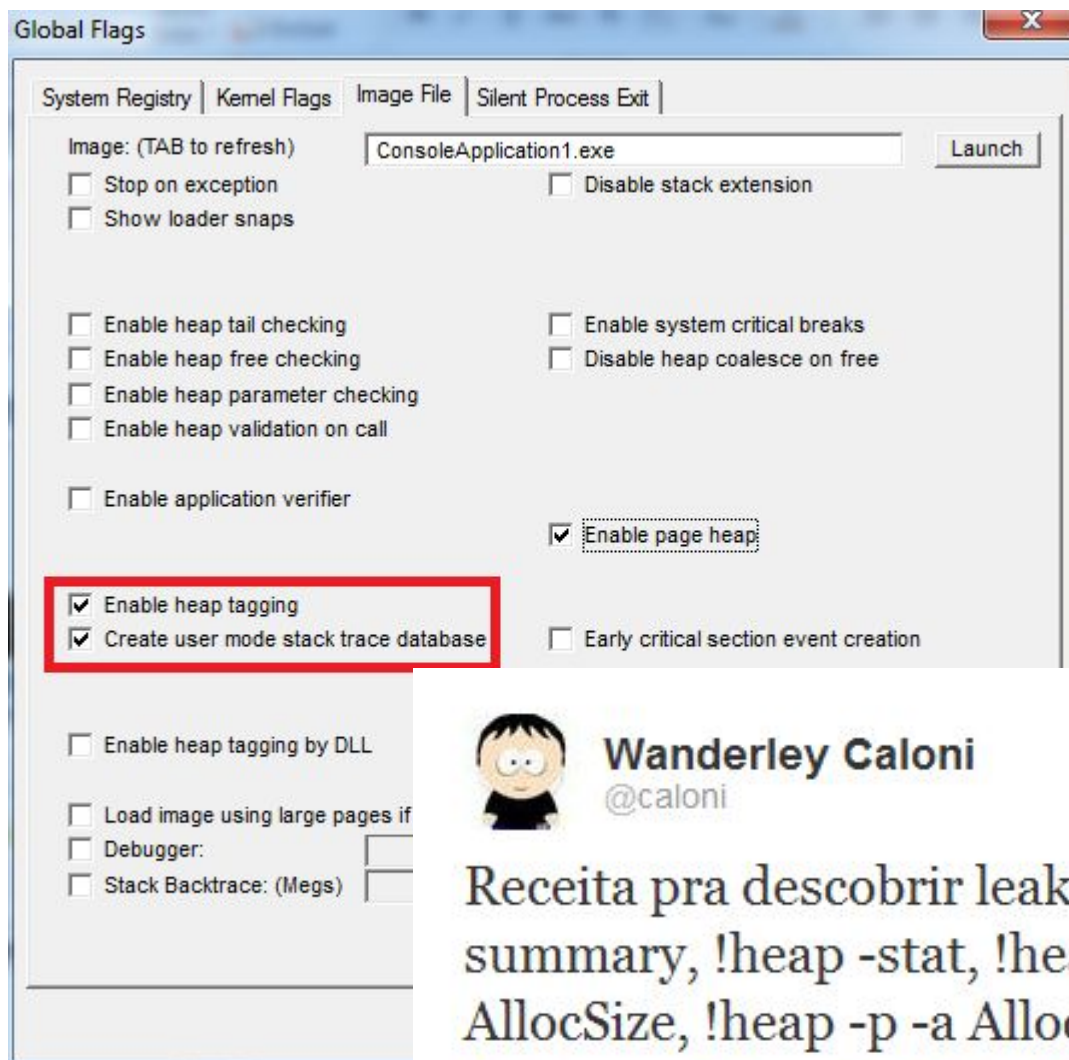 Global Flags
System Registry
Kernel Flags
Image File
Silent Process Exit
Image: (TAB to refresh)
ConsoleApplication1.exe
Launch
Stop on exception
Disable stack extension
Show loader snaps
Enable heap tail checking
Enable system critical breaks
Enable heap free checking
Disable heap coalesce on free
Enable heap parameter checking
Enable heap validation on call
Enable application verifier
Enable page heap
Enable heap tagging
Create user mode stack trace database
Early critical section event creation
Enable heap tagging by DLL
Load image using large pages if
Debugger:
Stack Backtrace: (Megs)
Wanderley Caloni
@caloni
Receita pra descobrir leak
summary, !heap -stat, !hea
AllocSize, !heap -p -a Alloc